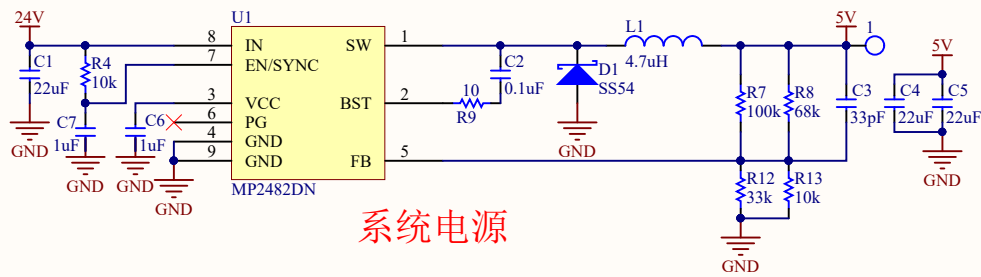 24V
U1
5V
1
8
IN
SW
1
L1
5V
C1
22uF
R4
10k
7
EN/SYNC
4.7uH
C2
0.1uF
D1
SS54
R7
100k
R8
68k
C3
33pF
C4
22uF
C5
22uF
3
VCC
BST
2
10
R9
C7
1uF
C6
1uF
6
PG
4
GND
9
GND
FB
5
GND
GND
GND
GND
GND
GND
MP2482DN
R12
33k
R13
10k
GND
系统电源